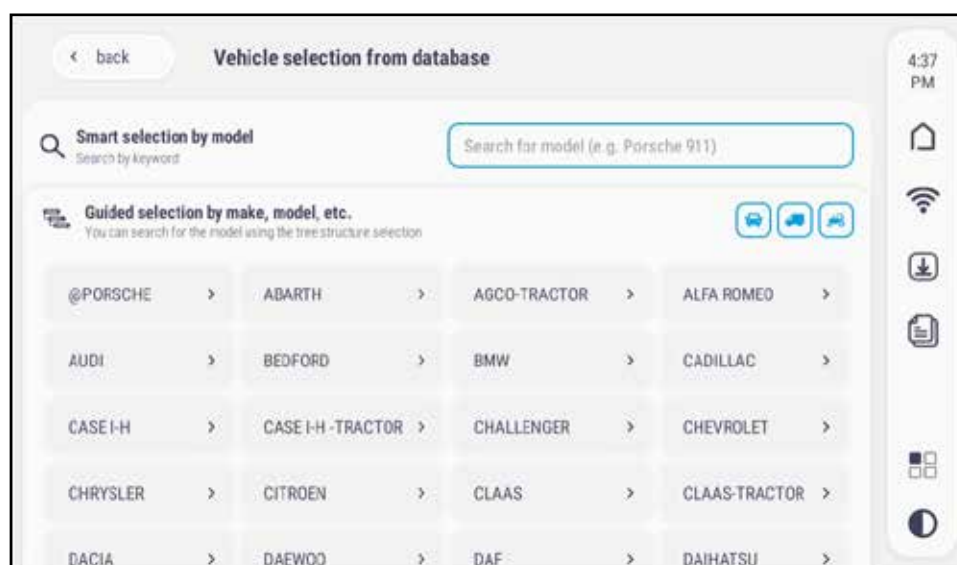 back
Vehicle selection from database
4:37
PM
Smart selection by model
Search by keyword
Search for model (e.g. Porsche 911)
Guided selection by make, model, etc.
You can search for the model using the tree structure selection
@PORSCHE
ABARTH
AGCO-TRACTOR
ALFA ROMEO
AUDI
BEDFORD
BMW
CADILLAC
CASE I-H
CASE I-H -TRACTOR
CHALLENGER
CHEVROLET
CHRYSLER
CITROEN
CLAAS
CLAAS-TRACTOR
DACIA
DAEWOO
DAF
DAIHATSU